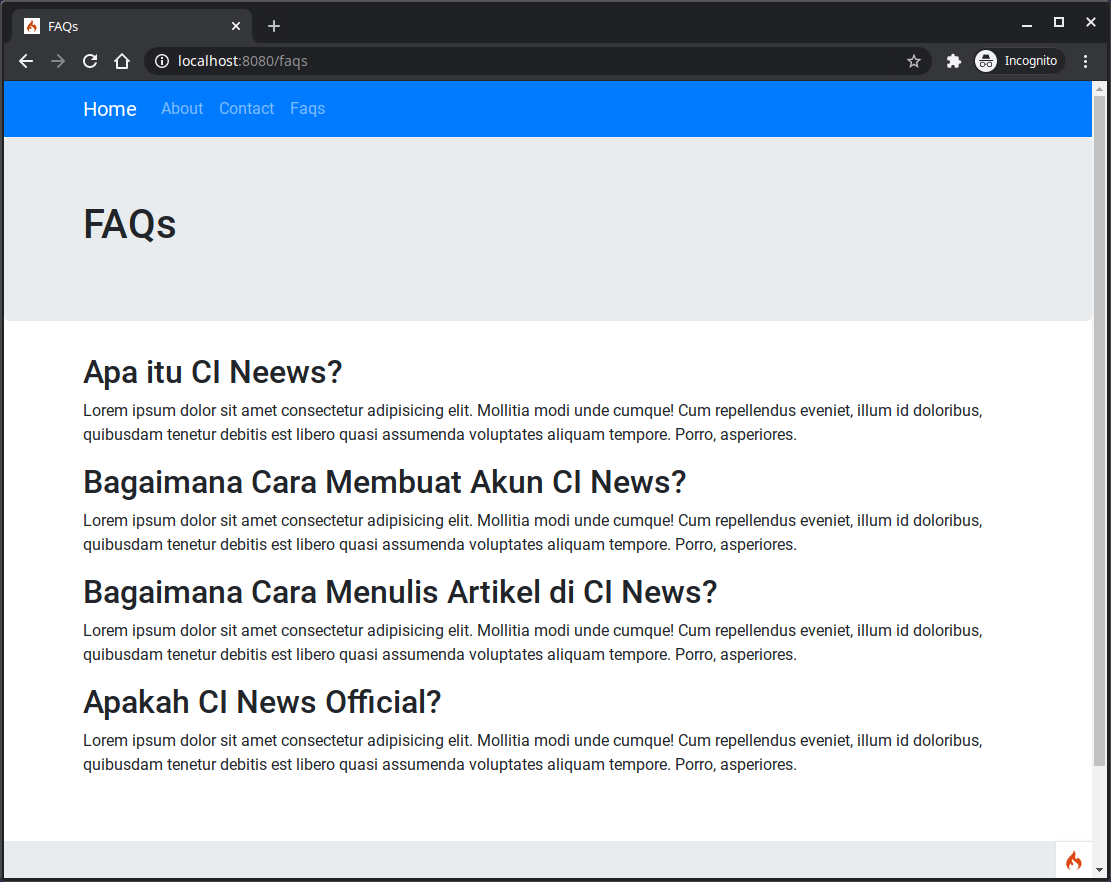 FAQs
localhost:8080/faqs
Incognito
Home About Contact Faqs
FAQs
Apa itu CI Neews?
Lorem ipsum dolor sit amet consectetur adipisicing elit. Mollitia modi unde cumque! Cum repellendus eveniet, illum id doloribus,
quibusdam tenetur debitis est libero quasi assumenda voluptates aliquam tempore. Porro, asperiores.
Bagaimana Cara Membuat Akun CI News?
Lorem ipsum dolor sit amet consectetur adipisicing elit. Mollitia modi unde cumque! Cum repellendus eveniet, illum id doloribus,
quibusdam tenetur debitis est libero quasi assumenda voluptates aliquam tempore. Porro, asperiores.
Bagaimana Cara Menulis Artikel di CI News?
Lorem ipsum dolor sit amet consectetur adipisicing elit. Mollitia modi unde cumque! Cum repellendus eveniet, illum id doloribus,
quibusdam tenetur debitis est libero quasi assumenda voluptates aliquam tempore. Porro, asperiores.
Apakah CI News Official?
Lorem ipsum dolor sit amet consectetur adipisicing elit. Mollitia modi unde cumque! Cum repellendus eveniet, illum id doloribus,
quibusdam tenetur debitis est libero quasi assumenda voluptates aliquam tempore. Porro, asperiores.